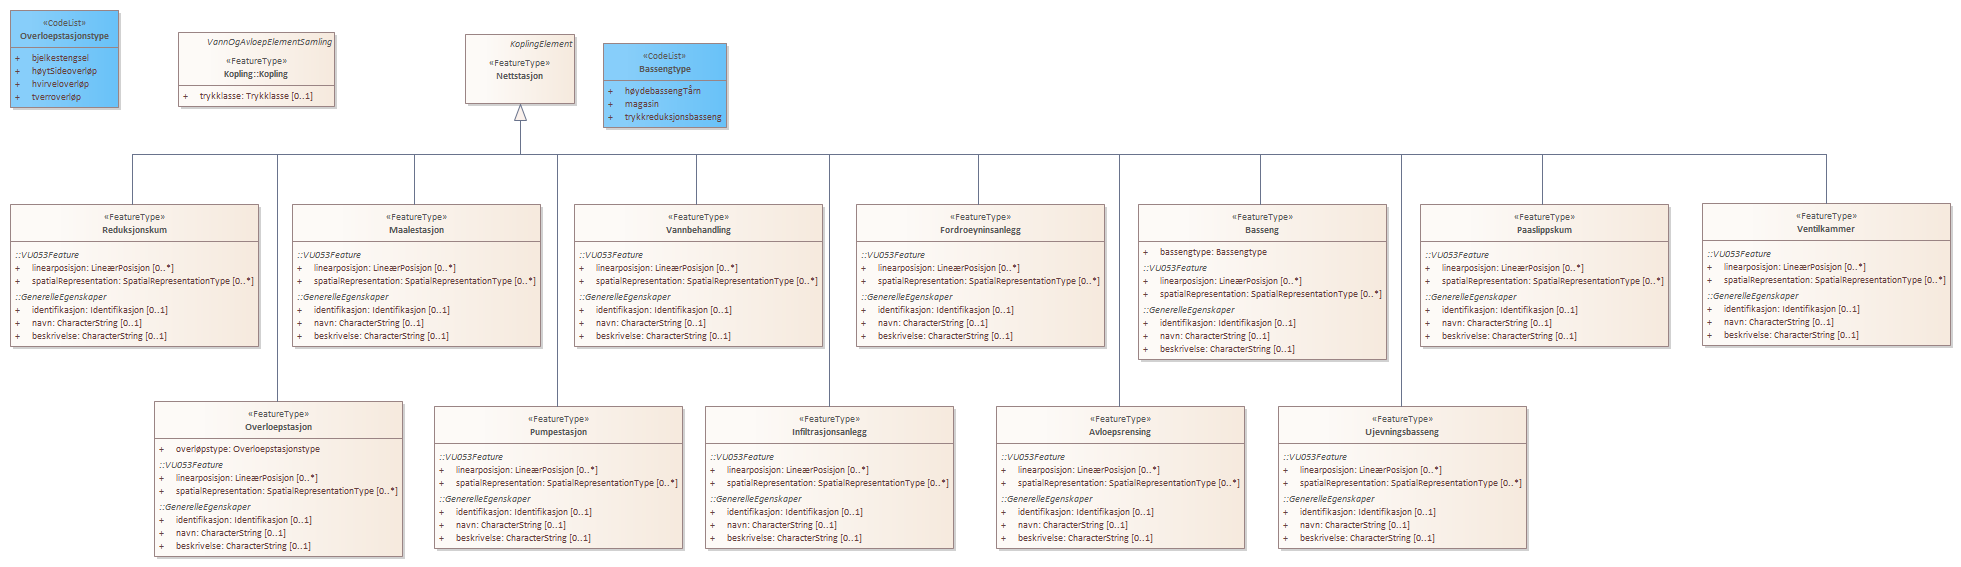 «CodeList»
Overloepstasjonstype
+ bjelkestengsel
+ høytSideoverløp
+ hvirveloverløp
+ tverroverløp
VannOgAvloepElementSamling
«FeatureType»
Kopling::Kopling
+ trykklasse: Trykklasse [0..1]
KoplingElement
«FeatureType»
Nettstasjon
«CodeList»
Bassengtype
+ høydebassengTårn
+ magasin
+ trykkreduksjonsbasseng
«FeatureType»
Reduksjonskum
::VU053Feature
+ linearposisjon: LineærPosisjon [0..*]
+ spatialRepresentation: SpatialRepresentationType [0..*]
::GenerelleEgenskaper
+ identifikasjon: Identifikasjon [0..1]
+ navn: CharacterString [0..1]
+ beskrivelse: CharacterString [0..1]
«FeatureType»
Maalestasjon
::VU053Feature
+ linearposisjon: LineærPosisjon [0..*]
+ spatialRepresentation: SpatialRepresentationType [0..*]
::GenerelleEgenskaper
+ identifikasjon: Identifikasjon [0..1]
+ navn: CharacterString [0..1]
+ beskrivelse: CharacterString [0..1]
«FeatureType»
Vannbehandling
::VU053Feature
+ linearposisjon: LineærPosisjon [0..*]
+ spatialRepresentation: SpatialRepresentationType [0..*]
::GenerelleEgenskaper
+ identifikasjon: Identifikasjon [0..1]
+ navn: CharacterString [0..1]
+ beskrivelse: CharacterString [0..1]
«FeatureType»
Fordroeyninsanlegg
::VU053Feature
+ linearposisjon: LineærPosisjon [0..*]
+ spatialRepresentation: SpatialRepresentationType [0..*]
::GenerelleEgenskaper
+ identifikasjon: Identifikasjon [0..1]
+ navn: CharacterString [0..1]
+ beskrivelse: CharacterString [0..1]
«FeatureType»
Basseng
+ bassengtype: Bassengtype
::VU053Feature
+ linearposisjon: LineærPosisjon [0..*]
+ spatialRepresentation: SpatialRepresentationType [0..*]
::GenerelleEgenskaper
+ identifikasjon: Identifikasjon [0..1]
+ navn: CharacterString [0..1]
+ beskrivelse: CharacterString [0..1]
«FeatureType»
Paaslippskum
::VU053Feature
+ linearposisjon: LineærPosisjon [0..*]
+ spatialRepresentation: SpatialRepresentationType [0..*]
::GenerelleEgenskaper
+ identifikasjon: Identifikasjon [0..1]
+ navn: CharacterString [0..1]
+ beskrivelse: CharacterString [0..1]
«FeatureType»
Ventilkammer
::VU053Feature
+ linearposisjon: LineærPosisjon [0..*]
+ spatialRepresentation: SpatialRepresentationType [0..*]
::GenerelleEgenskaper
+ identifikasjon: Identifikasjon [0..1]
+ navn: CharacterString [0..1]
+ beskrivelse: CharacterString [0..1]
«FeatureType»
Overloepstasjon
+ overløpstype: Overloepstasjonstype
::VU053Feature
+ linearposisjon: LineærPosisjon [0..*]
+ spatialRepresentation: SpatialRepresentationType [0..*]
::GenerelleEgenskaper
+ identifikasjon: Identifikasjon [0..1]
+ navn: CharacterString [0..1]
+ beskrivelse: CharacterString [0..1]
«FeatureType»
Pumpestasjon
::VU053Feature
+ linearposisjon: LineærPosisjon [0..*]
+ spatialRepresentation: SpatialRepresentationType [0..*]
::GenerelleEgenskaper
+ identifikasjon: Identifikasjon [0..1]
+ navn: CharacterString [0..1]
+ beskrivelse: CharacterString [0..1]
«FeatureType»
Infiltrasjonsanlegg
::VU053Feature
+ linearposisjon: LineærPosisjon [0..*]
+ spatialRepresentation: SpatialRepresentationType [0..*]
::GenerelleEgenskaper
+ identifikasjon: Identifikasjon [0..1]
+ navn: CharacterString [0..1]
+ beskrivelse: CharacterString [0..1]
«FeatureType»
Avloepsrensing
::VU053Feature
+ linearposisjon: LineærPosisjon [0..*]
+ spatialRepresentation: SpatialRepresentationType [0..*]
::GenerelleEgenskaper
+ identifikasjon: Identifikasjon [0..1]
+ navn: CharacterString [0..1]
+ beskrivelse: CharacterString [0..1]
«FeatureType»
Ujevningsbasseng
::VU053Feature
+ linearposisjon: LineærPosisjon [0..*]
+ spatialRepresentation: SpatialRepresentationType [0..*]
::GenerelleEgenskaper
+ identifikasjon: Identifikasjon [0..1]
+ navn: CharacterString [0..1]
+ beskrivelse: CharacterString [0..1]